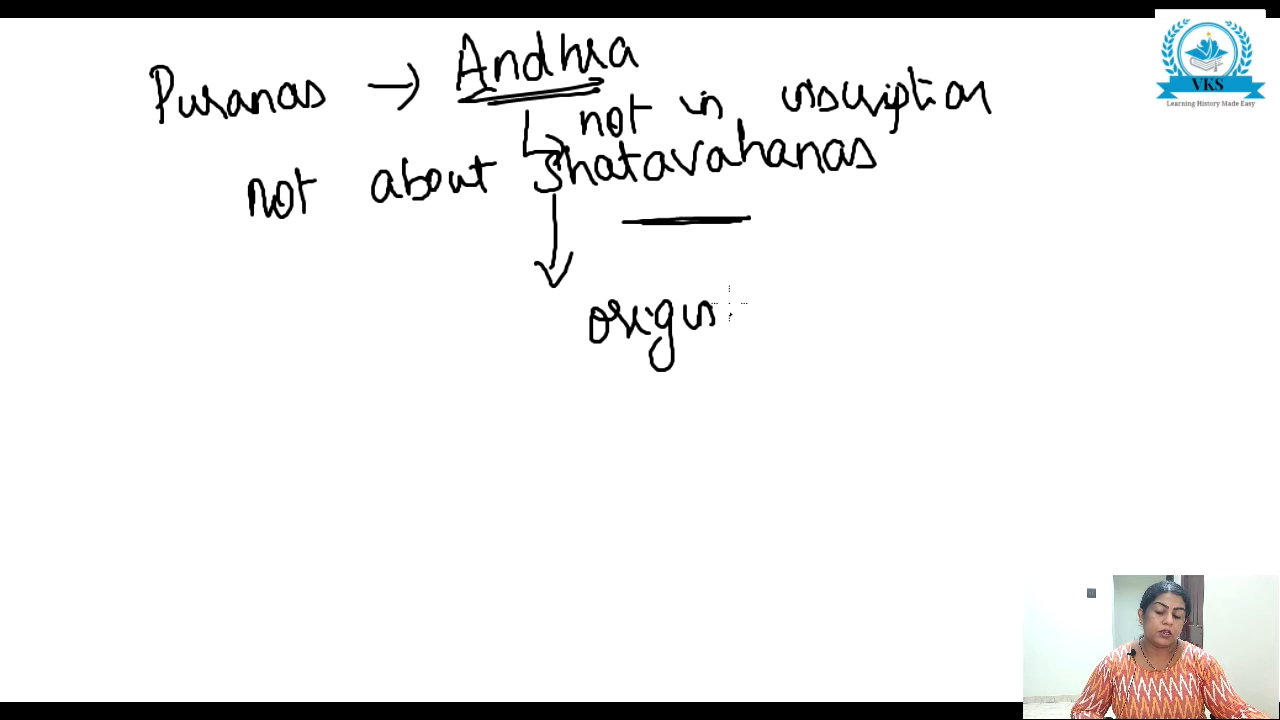 Puranas → Andhra
not in inscription
not about Shatavahanas
origin
VKS
Learning History Made Easy